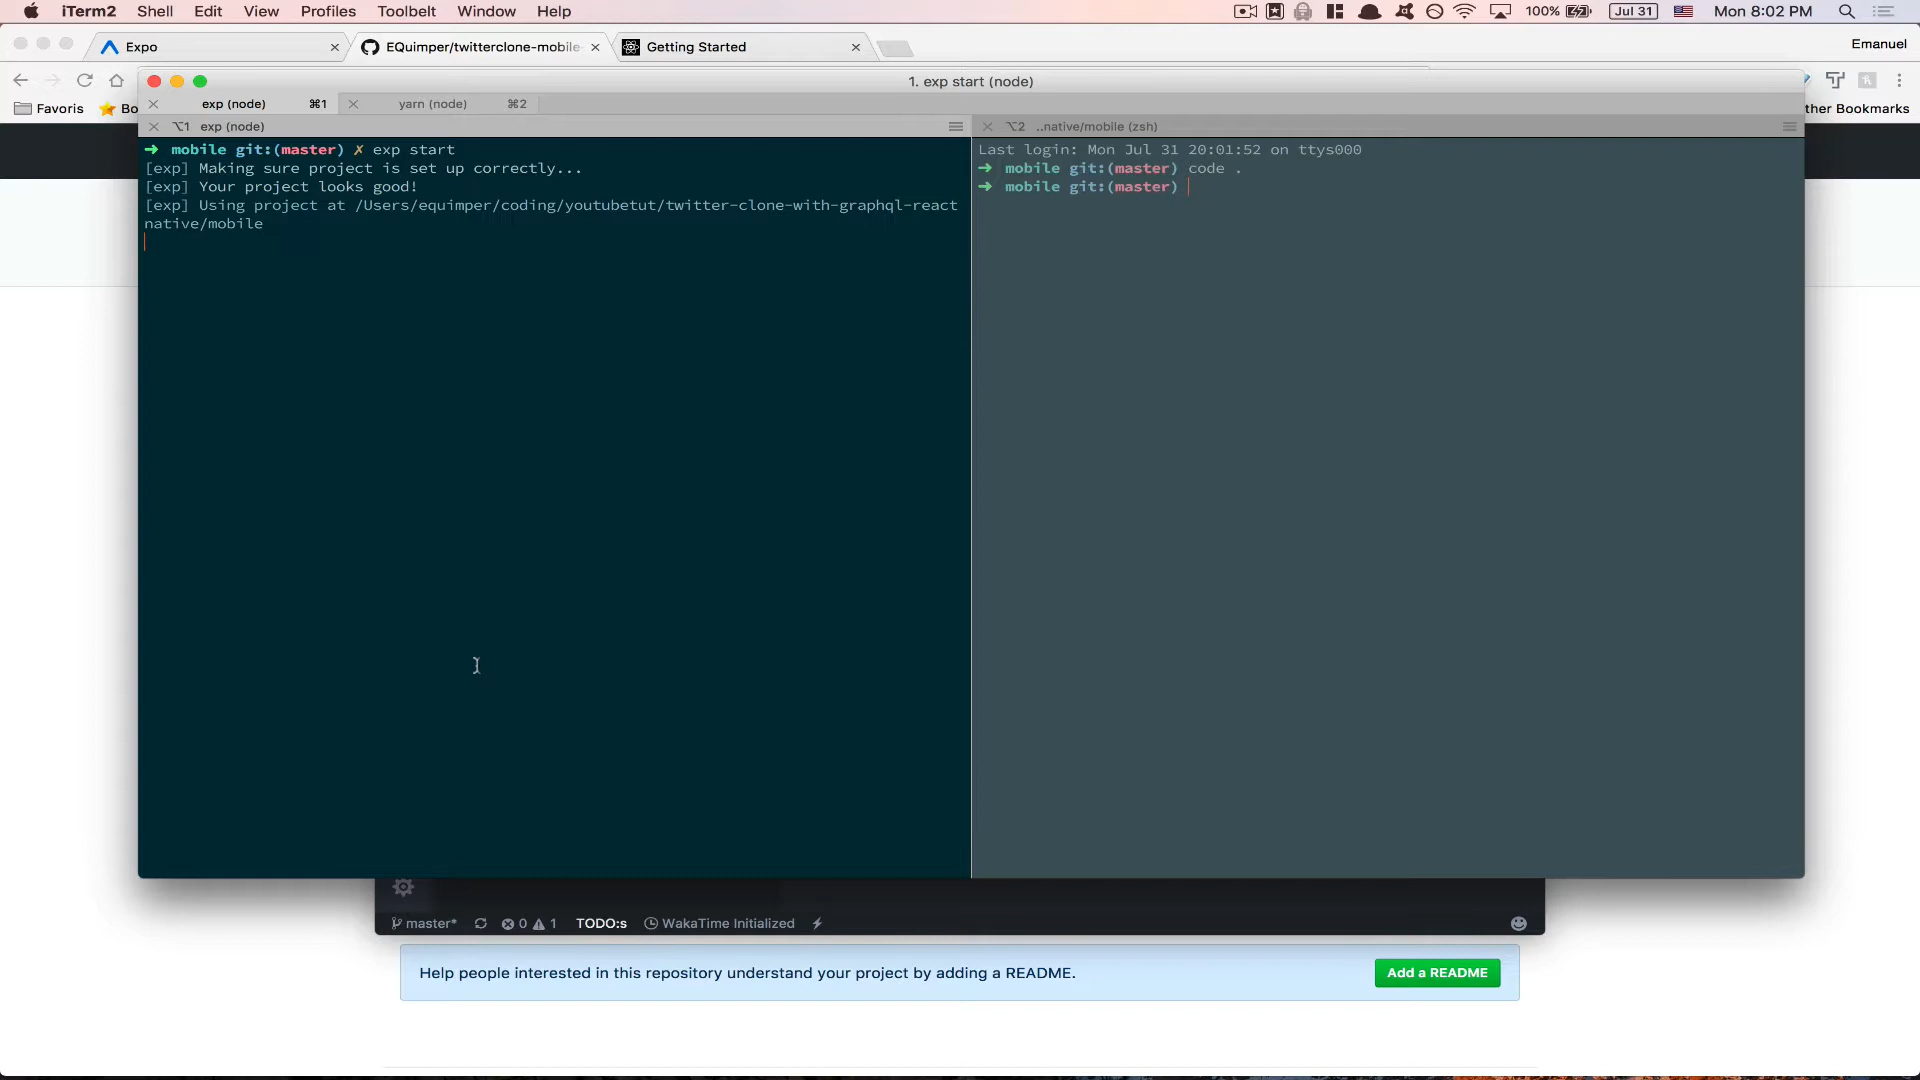 iTerm2 Shell Edit View Profiles Toolbelt Window Help 100% Jul 31 Mon 8:02 PM
Expo EQuimper/twitterclone-mobile Getting Started Emanuel
1. exp start (node)
Favoris Bo ther Bookmarks
exp (node) ⌘1 yarn (node) ⌘2
⌥1 exp (node) ⌥2 ..native/mobile (zsh)
➜ mobile git:(master) ✗ exp start
[exp] Making sure project is set up correctly...
[exp] Your project looks good!
[exp] Using project at /Users/equimper/coding/youtubetut/twitter-clone-with-graphql-react
native/mobile
Last login: Mon Jul 31 20:01:52 on ttys000
➜ mobile git:(master) code .
➜ mobile git:(master)
master* 0 1 TODO:s WakaTime Initialized
Help people interested in this repository understand your project by adding a README. Add a README